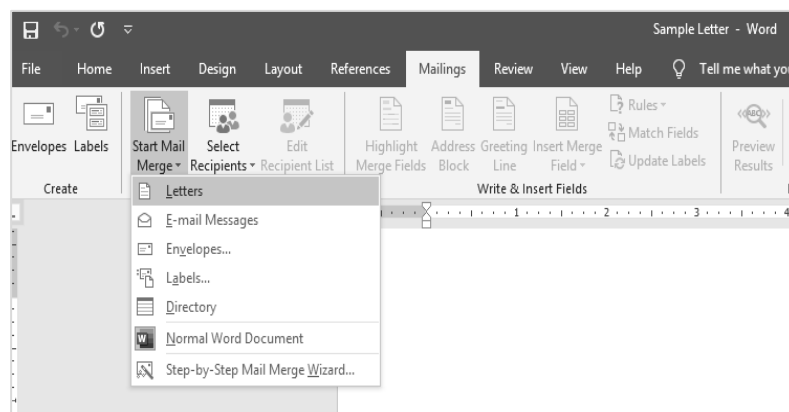 Sample Letter - Word
File Home Insert Design Layout References Mailings Review View Help Tell me what you
Envelopes Labels
Start Mail Merge
Select Recipients
Edit Recipient List
Highlight Merge Fields
Address Block
Greeting Line
Insert Merge Field
Rules
Match Fields
Update Labels
ABC
Preview Results
Create
Write & Insert Fields
Letters
E-mail Messages
Envelopes...
Labels...
Directory
Normal Word Document
Step-by-Step Mail Merge Wizard...
1 2 3 4